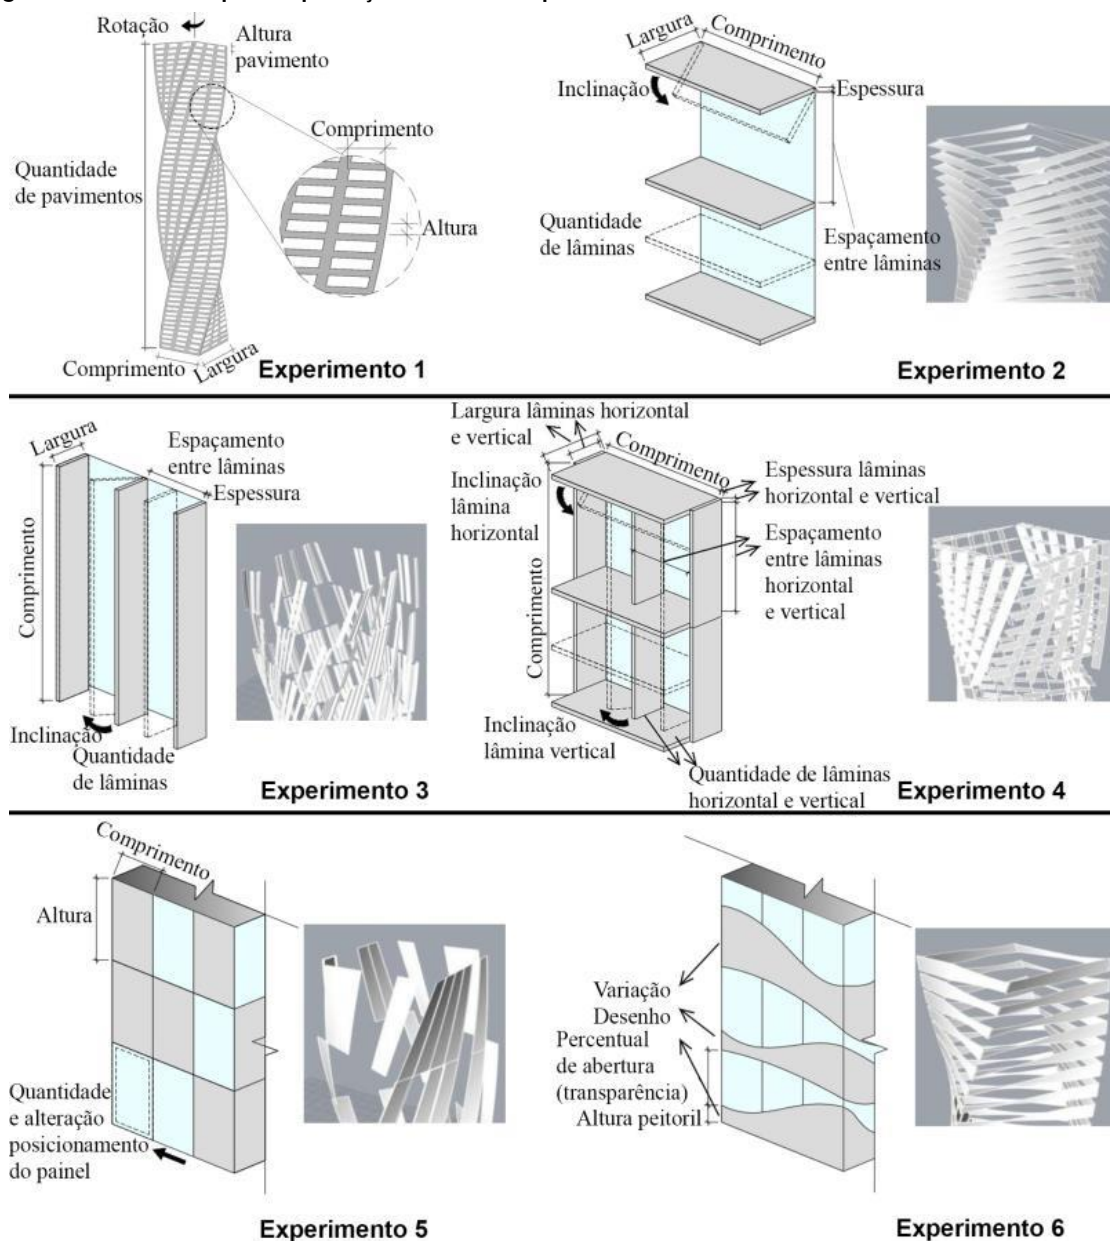 Rotação
Altura
pavimento
Comprimento
Quantidade
de pavimentos
Altura
Comprimento
Largura
Experimento 1
Largura
Comprimento
Inclinação
Espessura
Quantidade
de lâminas
Espaçamento
entre lâminas
Experimento 2
Largura
Espaçamento
entre lâminas
Espessura
Comprimento
Inclinação
Quantidade
de lâminas
Experimento 3
Largura lâminas horizontal
e vertical
Comprimento
Inclinação
lâmina
horizontal
Espessura lâminas
horizontal e vertical
Espaçamento
entre lâminas
horizontal
e vertical
Comprimento
Inclinação
lâmina vertical
Quantidade de lâminas
horizontal e vertical
Experimento 4
Comprimento
Altura
Quantidade
e alteração
posicionamento
do painel
Experimento 5
Variação
Desenho
Percentual
de abertura
(transparência)
Altura peitoril
Experimento 6